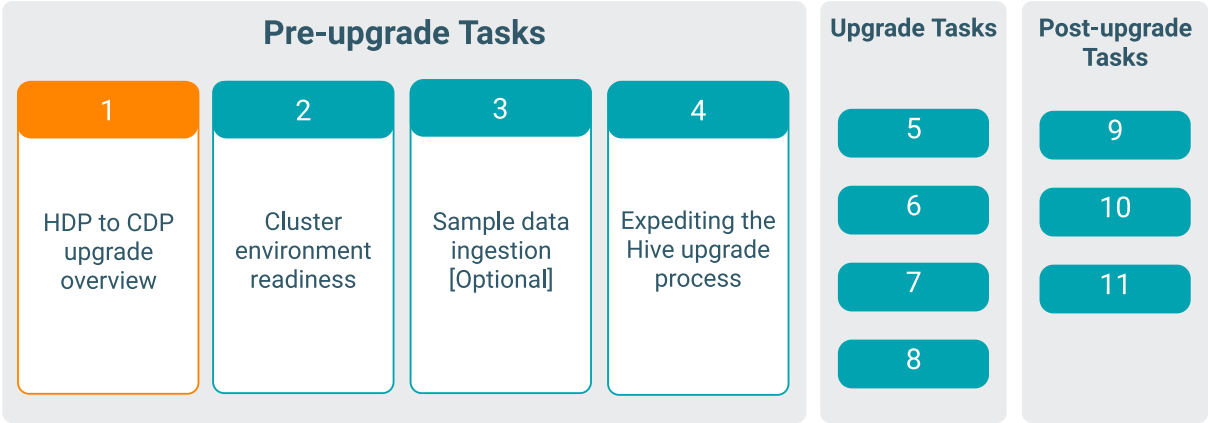 Pre-upgrade Tasks
1
HDP to CDP
upgrade
overview
2
Cluster
environment
readiness
3
Sample data
ingestion
[Optional]
4
Expediting the
Hive upgrade
process
Upgrade Tasks
5
6
7
8
Post-upgrade
Tasks
9
10
11